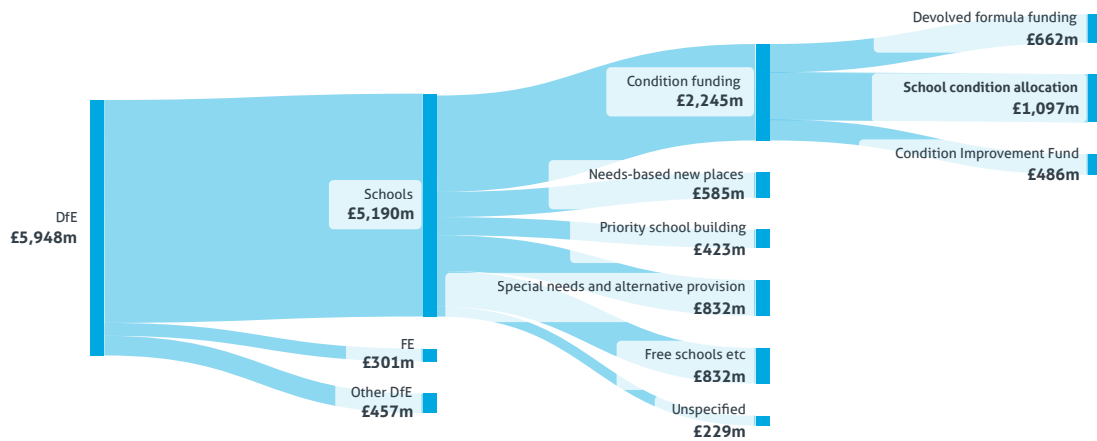 DfE
£5,948m
Schools
£5,190m
FE
£301m
Other DfE
£457m
Condition funding
£2,245m
Needs-based new places
£585m
Priority school building
£423m
Special needs and alternative provision
£832m
Free schools etc
£832m
Unspecified
£229m
Devolved formula funding
£662m
School condition allocation
£1,097m
Condition Improvement Fund
£486m